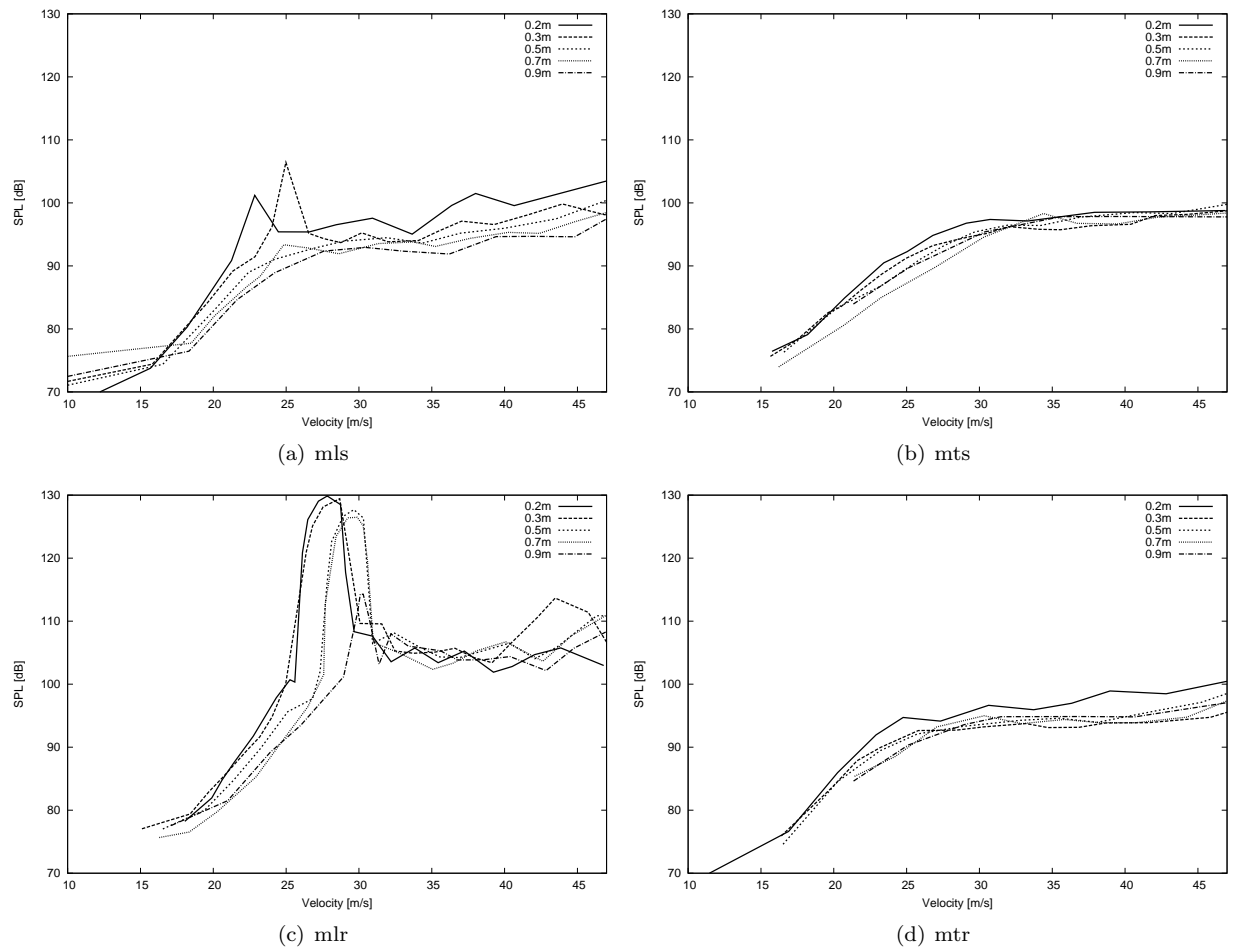 130
120
110
100
90
80
70
SPL [dB]
10 15 20 25 30 35 40 45
Velocity [m/s]
0.2m
0.3m
0.5m
0.7m
0.9m
(a) mls
130
120
110
100
90
80
70
SPL [dB]
10 15 20 25 30 35 40 45
Velocity [m/s]
0.2m
0.3m
0.5m
0.7m
0.9m
(b) mts
130
120
110
100
90
80
70
SPL [dB]
10 15 20 25 30 35 40 45
Velocity [m/s]
0.2m
0.3m
0.5m
0.7m
0.9m
(c) mlr
130
120
110
100
90
80
70
SPL [dB]
10 15 20 25 30 35 40 45
Velocity [m/s]
0.2m
0.3m
0.5m
0.7m
0.9m
(d) mtr